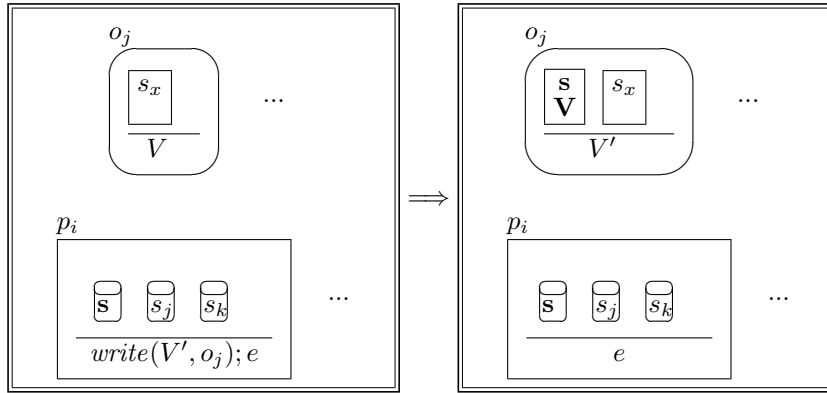 o_j o_j
s_x ... s s_x ...
V
V V'
⟹
p_i p_i
s s_j s_k ... s s_j s_k ...
write(V', o_j); e e